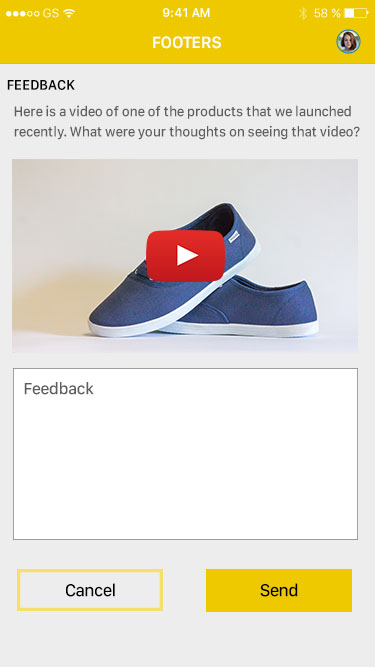 GS 9:41 AM 58 %
FOOTERS
FEEDBACK
Here is a video of one of the products that we launched
recently. What were your thoughts on seeing that video?
Feedback
Cancel Send